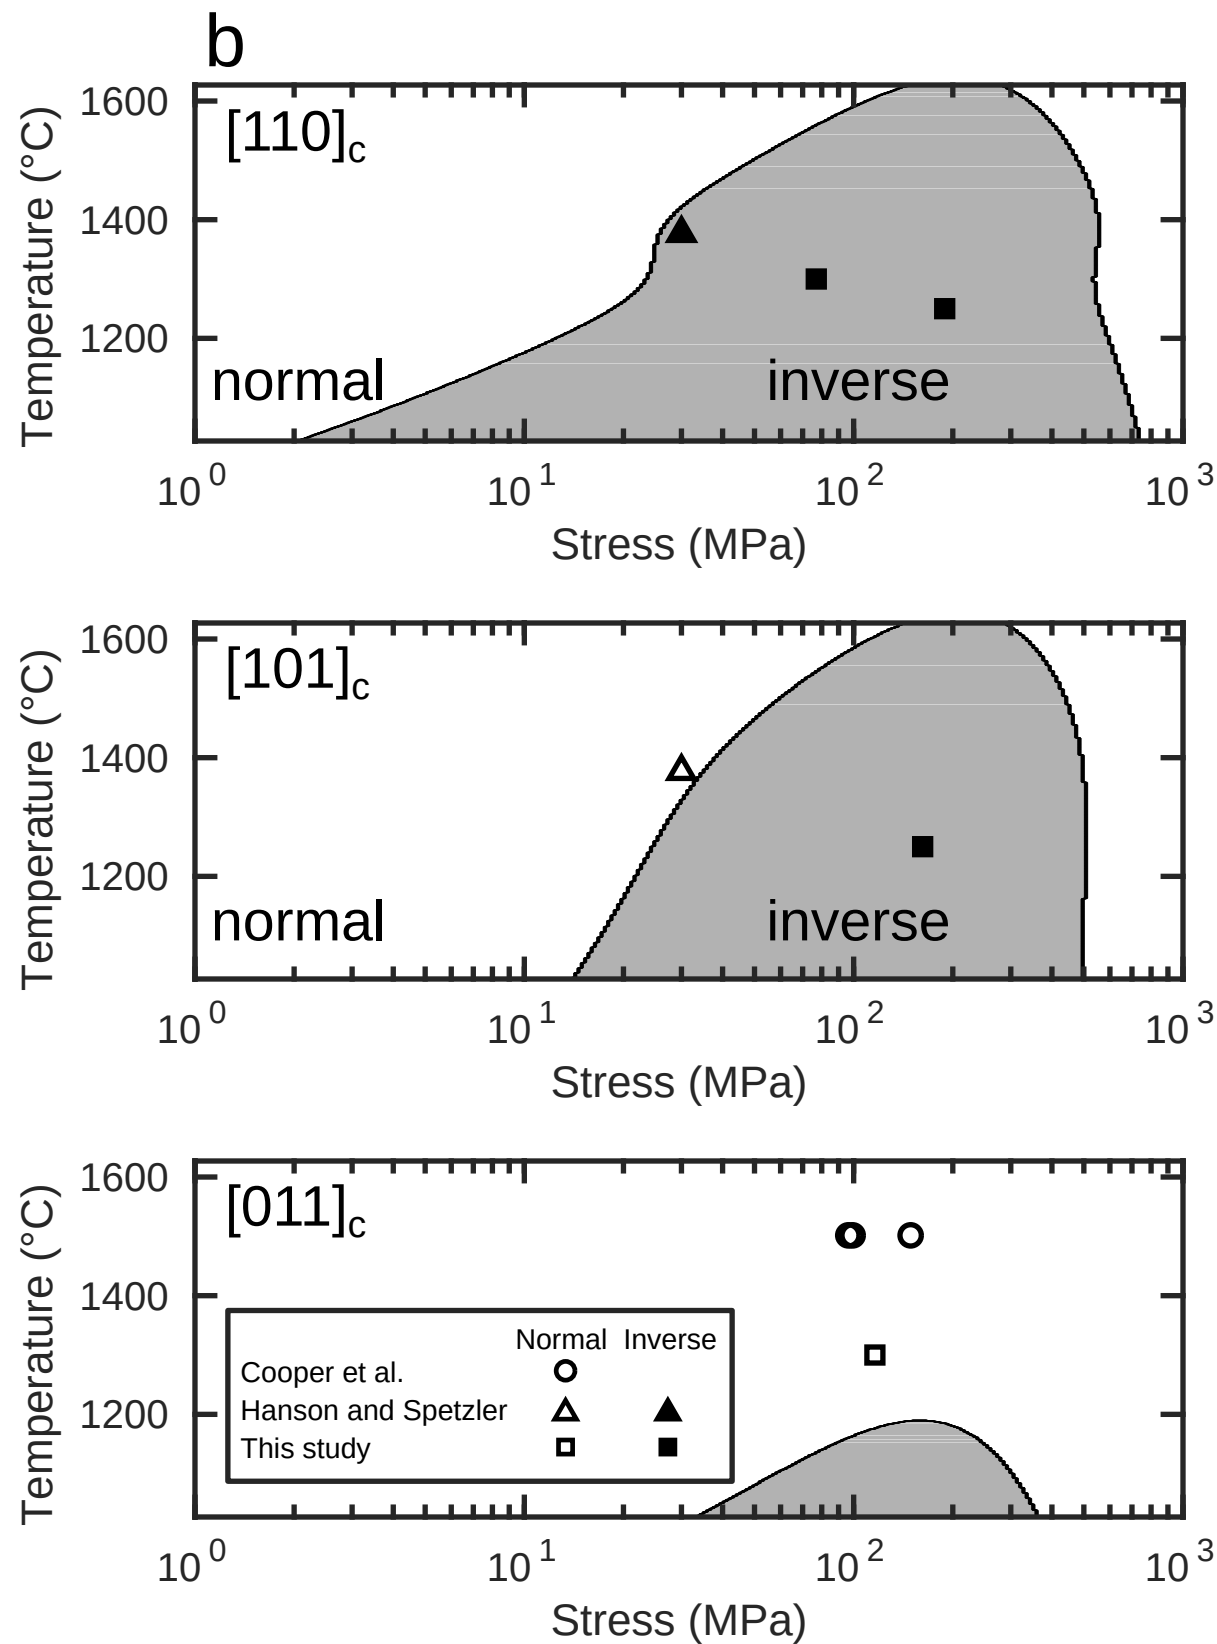 b
[110]c
Temperature (°C)
1600
1400
1200
normal
inverse
10^0
10^1
10^2
10^3
Stress (MPa)
[101]c
Temperature (°C)
1600
1400
1200
normal
inverse
10^0
10^1
10^2
10^3
Stress (MPa)
[011]c
Temperature (°C)
1600
1400
1200
Normal Inverse
Cooper et al.
Hanson and Spetzler
This study
10^0
10^1
10^2
10^3
Stress (MPa)